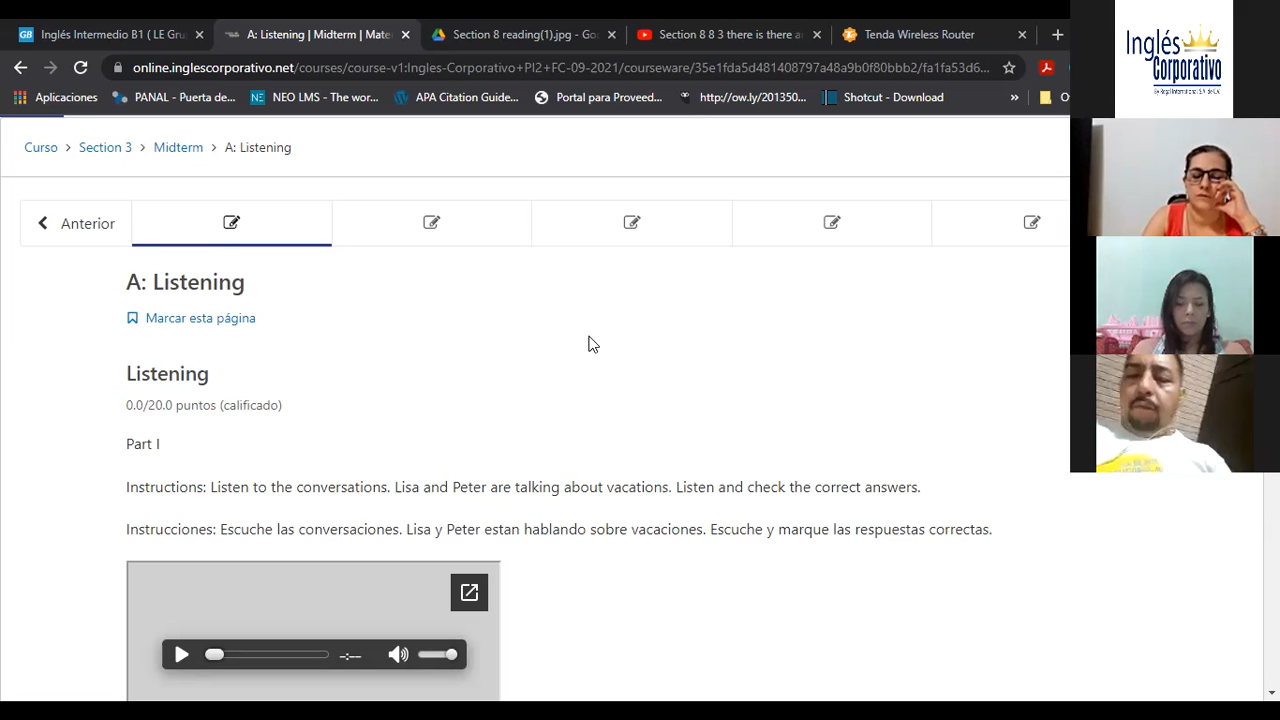 Inglés Intermedio B1 ( LE Gru
A: Listening | Midterm | Mate
Section 8 reading(1).jpg - Go
Section 8 8 3 there is there a
Tenda Wireless Router
online.inglescorporativo.net/courses/course-v1:Ingles-Corpora
+PI2+FC-09-2021/courseware/35e1fda5d481408797a48a9b0f80bbb2/fa1fa53d6...
Aplicaciones
PANAL - Puerta de...
NEO LMS - The wor...
APA Citation Gene...
Portal para Proveed...
http://ow.ly/201350...
Shotcut - Download
»
Inglés
Corporativo
Curso > Section 3 > Midterm > A: Listening
Anterior
A: Listening
Marcar esta página
Listening
0.0/20.0 puntos (calificado)
Part I
Instructions: Listen to the conversations. Lisa and Peter are talking about vacations. Listen and check the correct answers.
Instrucciones: Escuche las conversaciones. Lisa y Peter estan hablando sobre vacaciones. Escuche y marque las respuestas correctas.
-:--